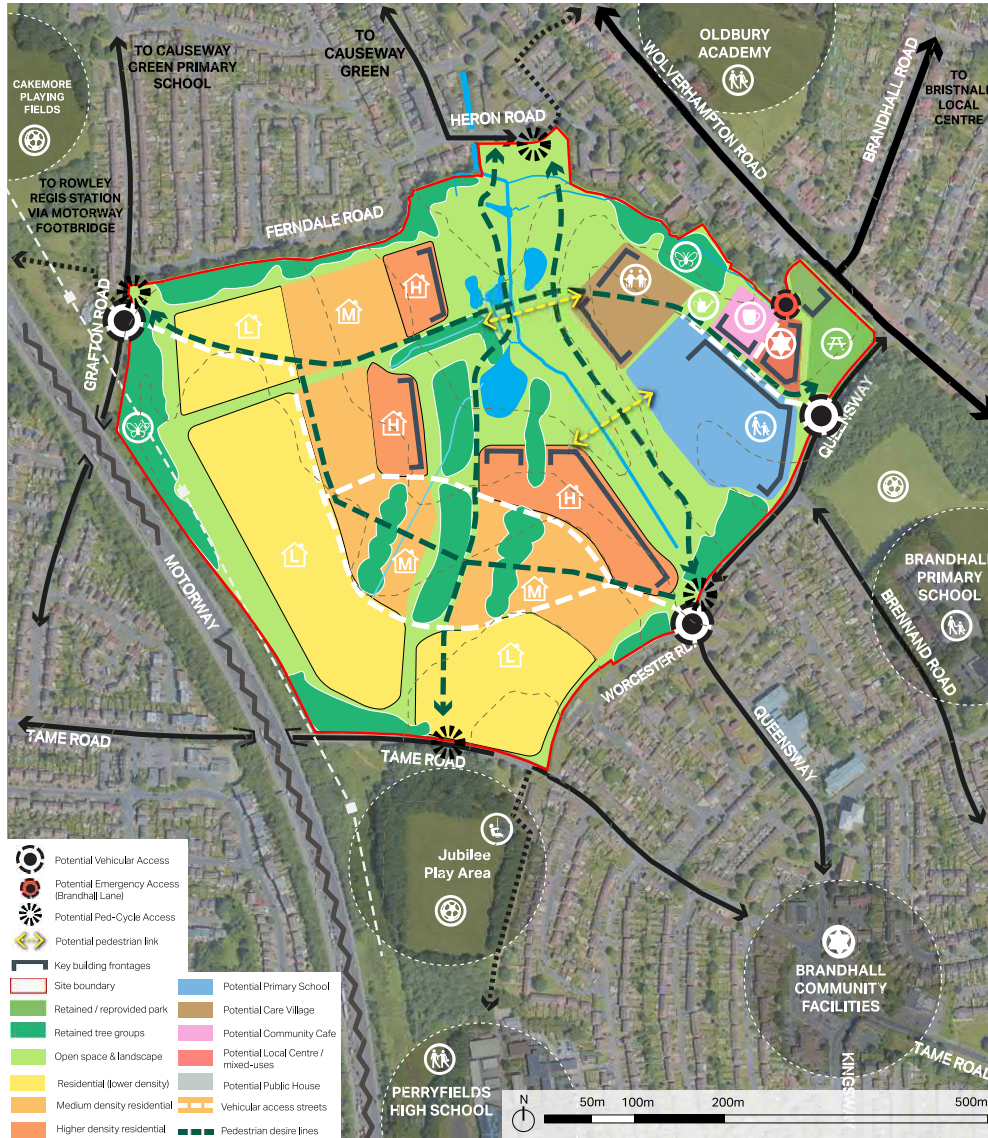 OLDBURY
ACADEMY
TO CAUSEWAY
GREEN PRIMARY
SCHOOL
TO
CAUSEWAY
GREEN
WOLVERHAMPTON ROAD
BRANDHALL ROAD
TO
BRISTNALL
LOCAL
CENTRE
CAKEMORE
PLAYING
FIELDS
HERON ROAD
TO ROWLEY
REGIS STATION
VIA MOTORWAY
FOOTBRIDGE
FERNDALE ROAD
GRAFTON ROAD
L
M
H
H
H
L
M
M
L
QUEENSWAY
MOTORWAY
BRANDHALL
PRIMARY
SCHOOL
BRENNAND ROAD
WORCESTER RD
QUEENSWAY
TAME ROAD
TAME ROAD
Jubilee
Play Area
BRANDHALL
COMMUNITY
FACILITIES
TAME ROAD
PERRYFIELDS
HIGH SCHOOL
Potential Vehicular Access
Potential Emergency Access
(Brandhall Lane)
Potential Ped-Cycle Access
Potential pedestrian link
Key building frontages
Site boundary
Retained / reprovided park
Retained tree groups
Open space & landscape
Residential (lower density)
Medium density residential
Higher density residential
Potential Primary School
Potential Care Village
Potential Community Cafe
Potential Local Centre /
mixed-uses
Potential Public House
Vehicular access streets
Pedestrian desire lines
N
0
50m
100m
200m
500m